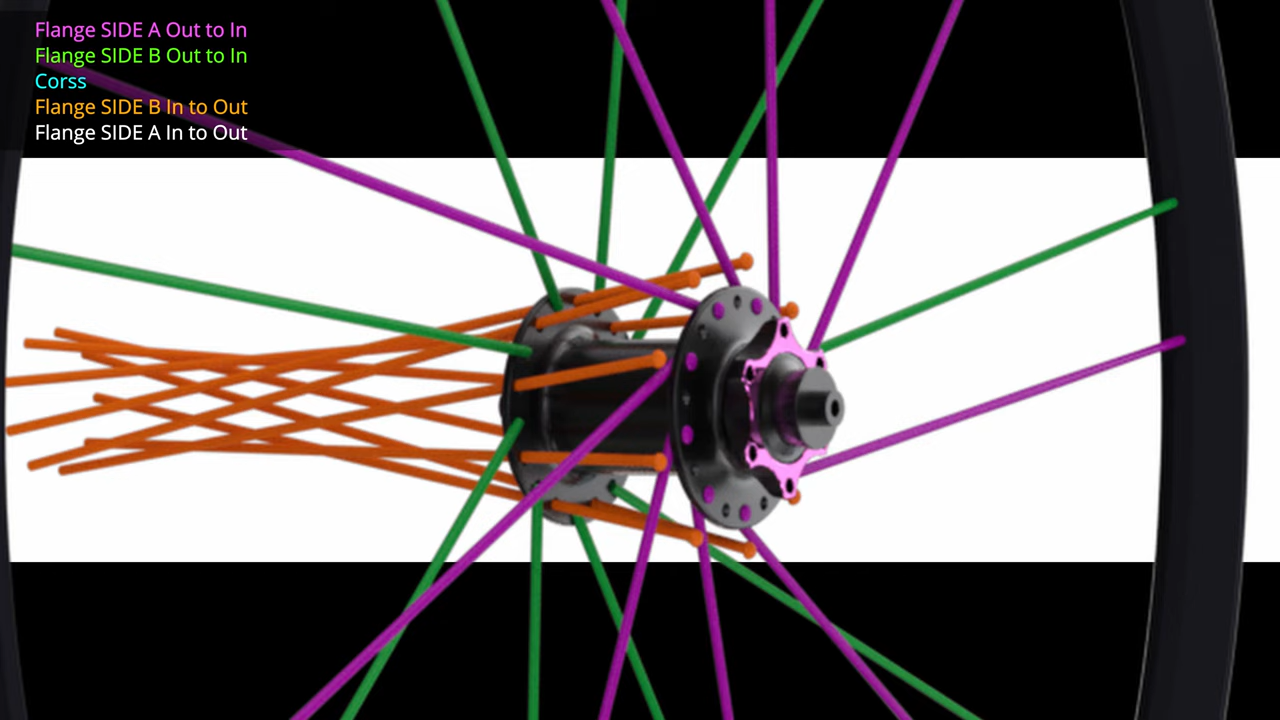 Flange SIDE A Out to In
Flange SIDE B Out to In
Corss
Flange SIDE B In to Out
Flange SIDE A In to Out